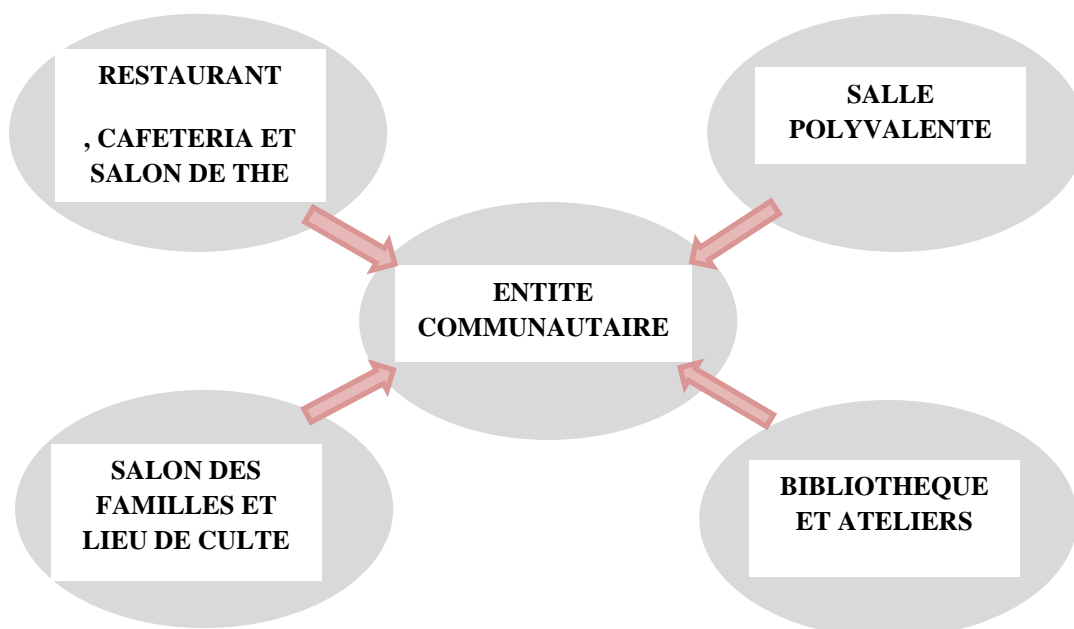 RESTAURANT
, CAFETERIA ET
SALON DE THE
SALLE
POLYVALENTE
ENTITE
COMMUNAUTAIRE
SALON DES
FAMILLES ET
LIEU DE CULTE
BIBLIOTHEQUE
ET ATELIERS